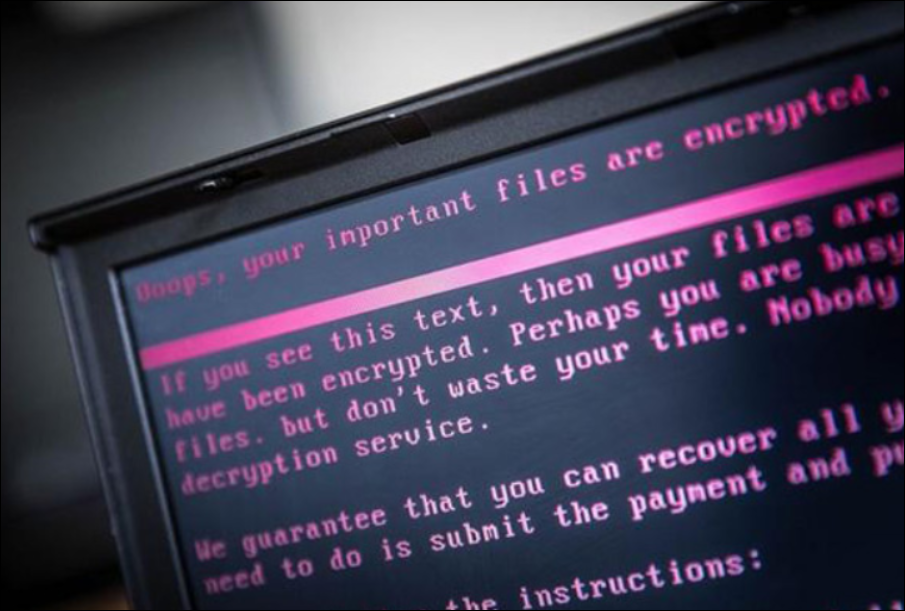 Ooops, your important files are encrypted.
If you see this text, then your files are
have been encrypted. Perhaps you are busy
files. but don't waste your time. Nobody
decryption service.
We guarantee that you can recover all y
need to do is submit the payment and pu
the instructions: